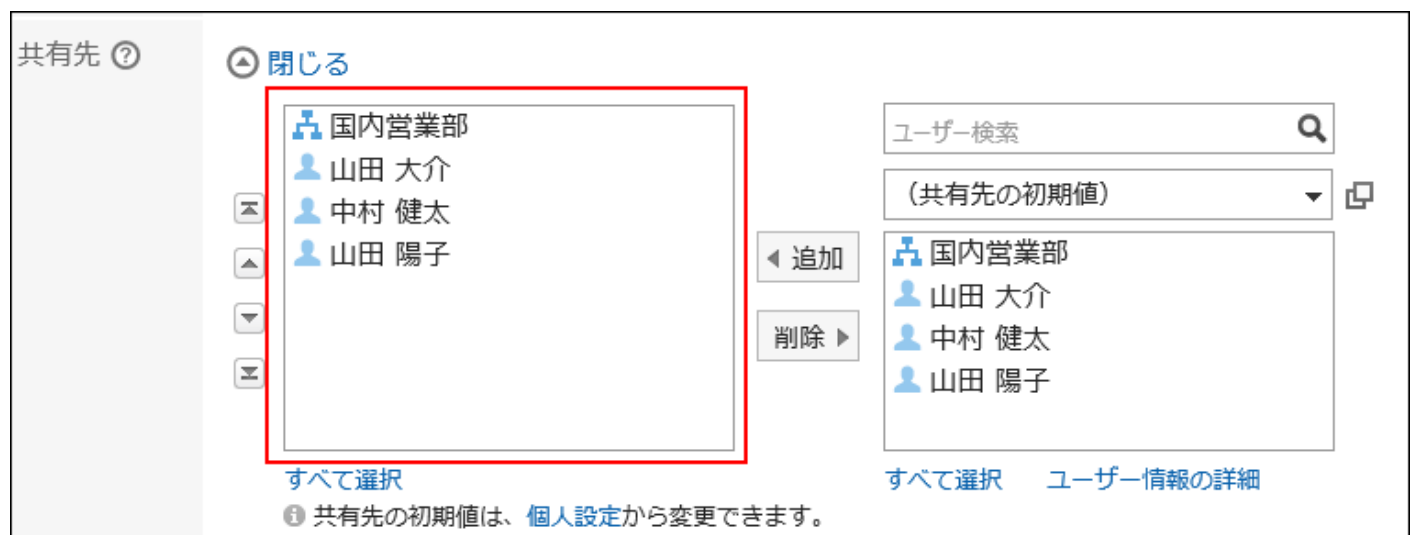 共有先 ?
閉じる
国内営業部
山田 大介
中村 健太
山田 陽子
追加
削除
ユーザー検索
(共有先の初期値)
国内営業部
山田 大介
中村 健太
山田 陽子
すべて選択
すべて選択 ユーザー情報の詳細
共有先の初期値は、個人設定から変更できます。